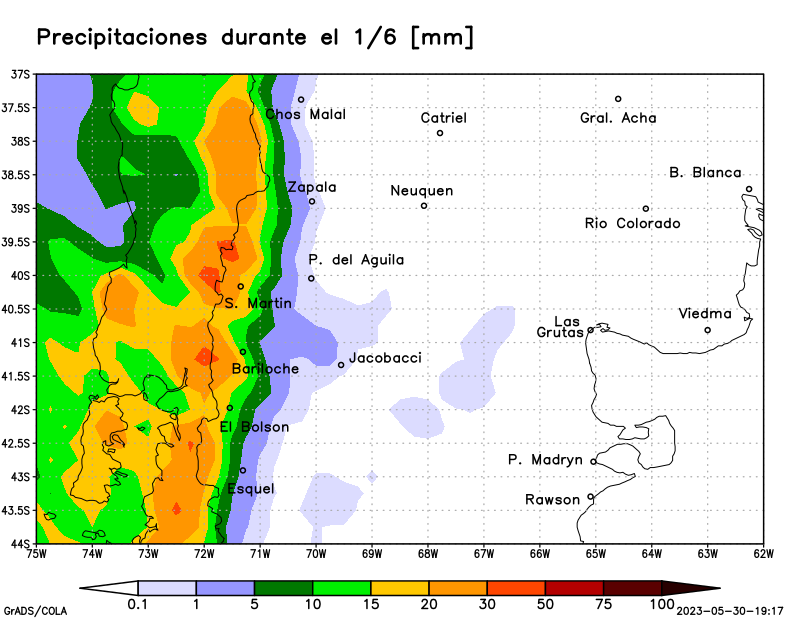 Precipitaciones durante el 1/6 [mm]
37S
37.5S
Chos Malal
Catriel
Gral. Acha
38S
38.5S
B. Blanca
Zapala
Neuquen
39S
Rio Colorado
39.5S
P. del Aguila
40S
S. Martin
40.5S
Las
Grutas
Viedma
41S
Jacobacci
Bariloche
41.5S
42S
El Bolson
42.5S
P. Madryn
43S
Esquel
Rawson
43.5S
44S
75W 74W 73W 72W 71W 70W 69W 68W 67W 66W 65W 64W 63W 62W
0.1 1 5 10 15 20 30 50 75 100
GrADS/COLA
2023-05-30-19:17